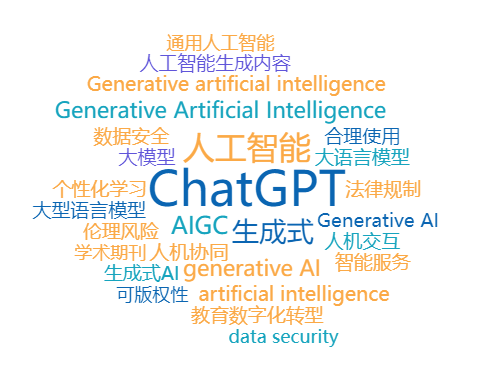 通用人工智能
人工智能生成内容
Generative artificial intelligence
Generative Artificial Intelligence
数据安全
人工智能
合理使用
大模型
大语言模型
个性化学习
ChatGPT
法律规制
大型语言模型
AIGC
生成式
Generative AI
伦理风险
人机交互
学术期刊
人机协同
智能服务
生成式AI
generative AI
可版权性
artificial intelligence
教育数字化转型
data security